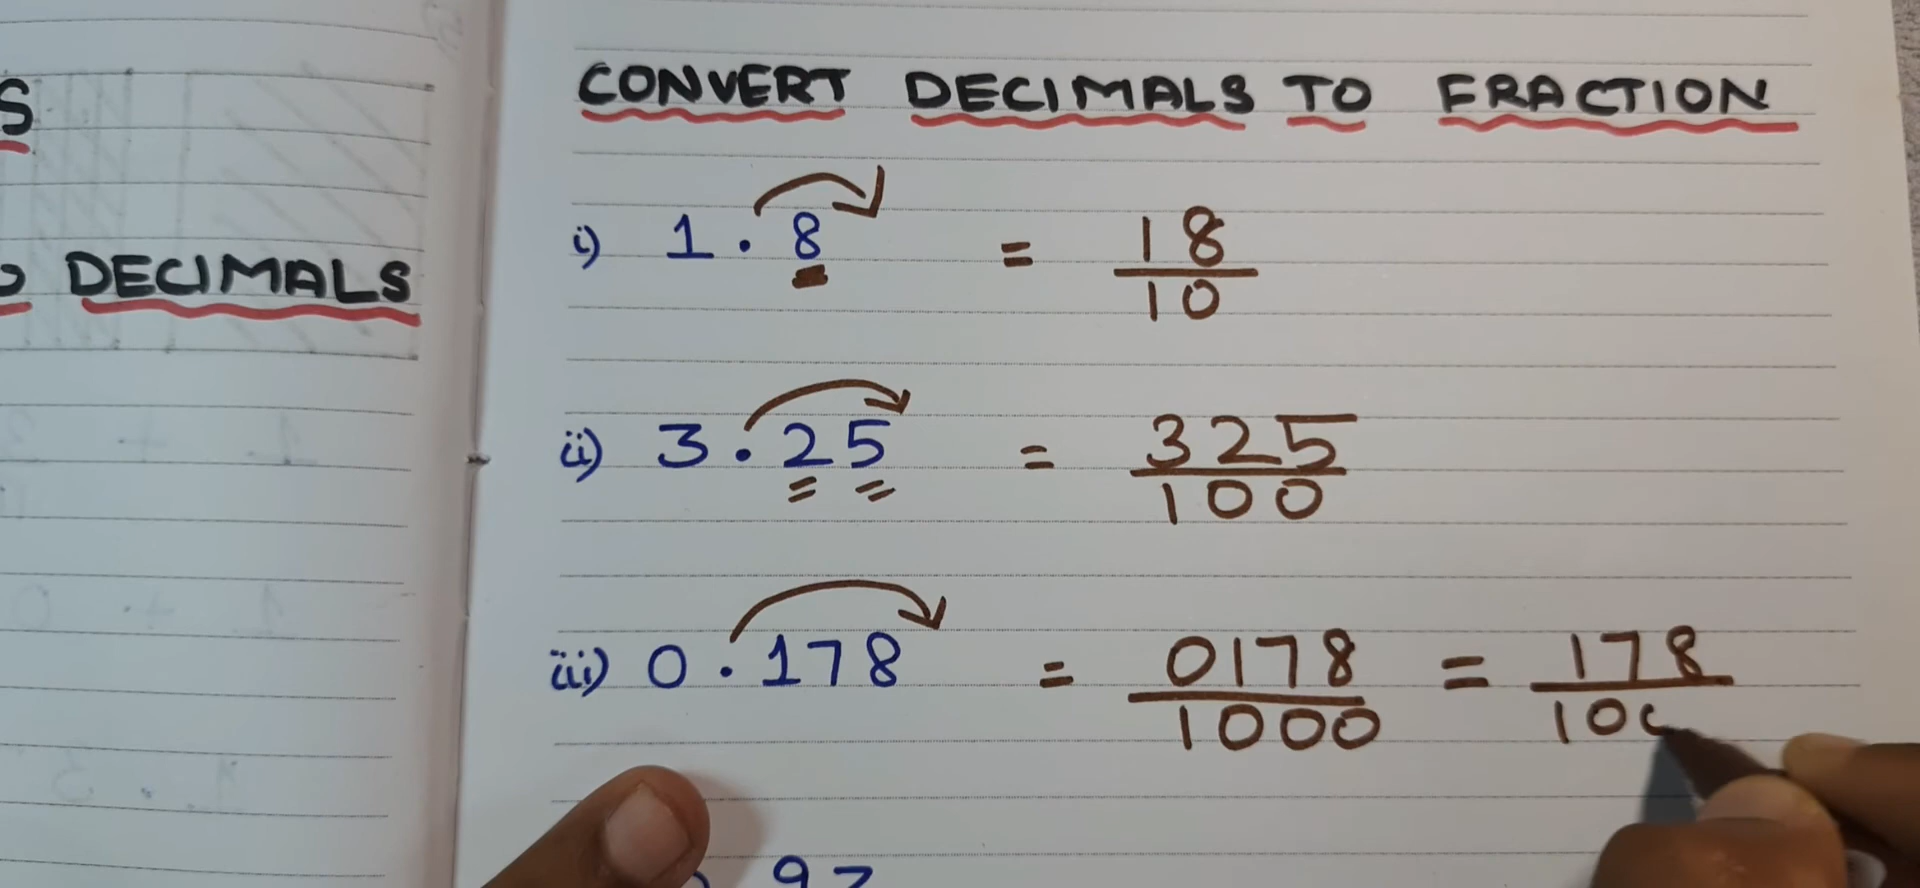 S
DECIMALS
CONVERT DECIMALS TO FRACTION
i) 1.8 = 18/10
ii) 3.25 = 325/100
iii) 0.178 = 0178/1000 = 178/100